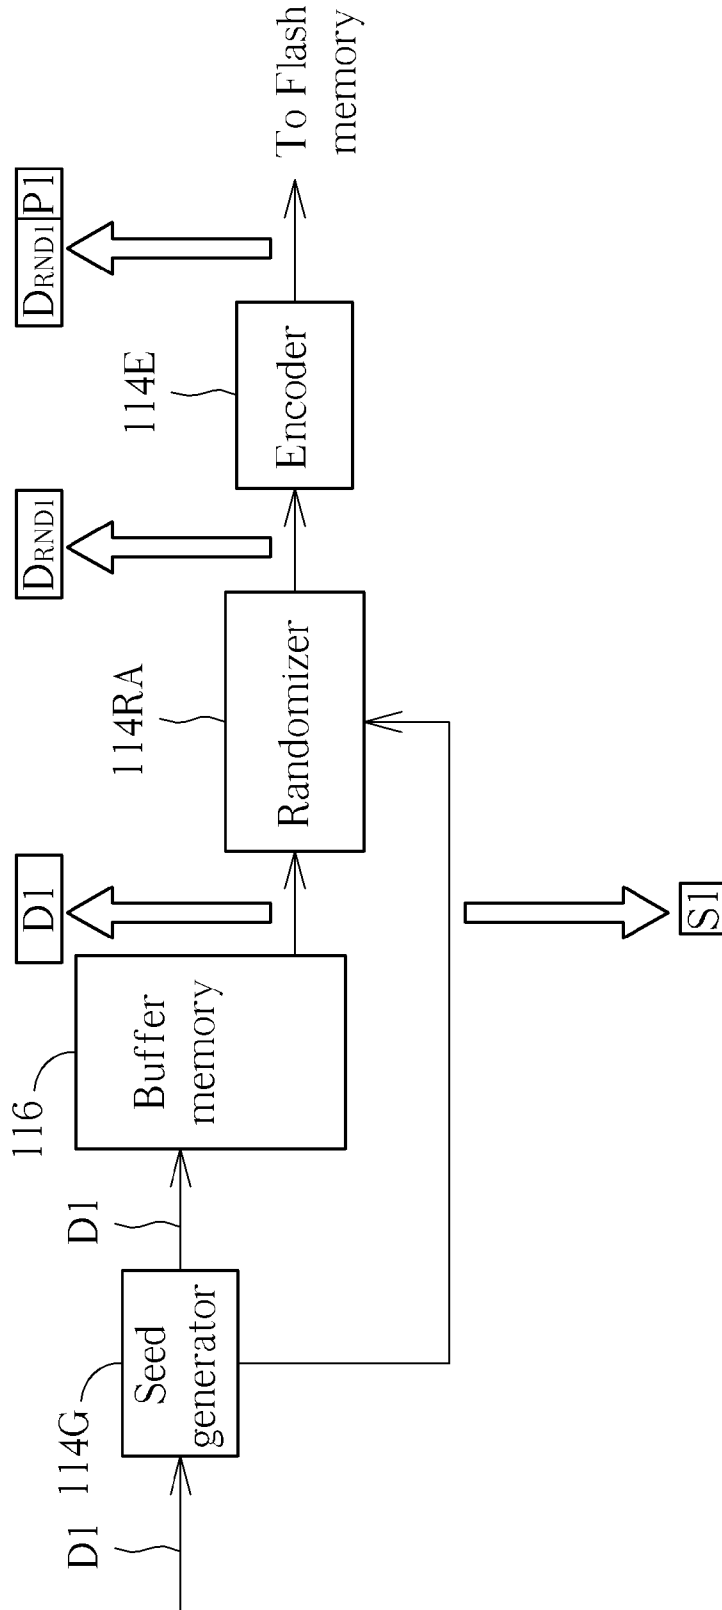 D1
114G
Seed
generator
D1
116
Buffer
memory
D1
S1
114RA
Randomizer
DRND1
114E
Encoder
DRND1 P1
To Flash
memory